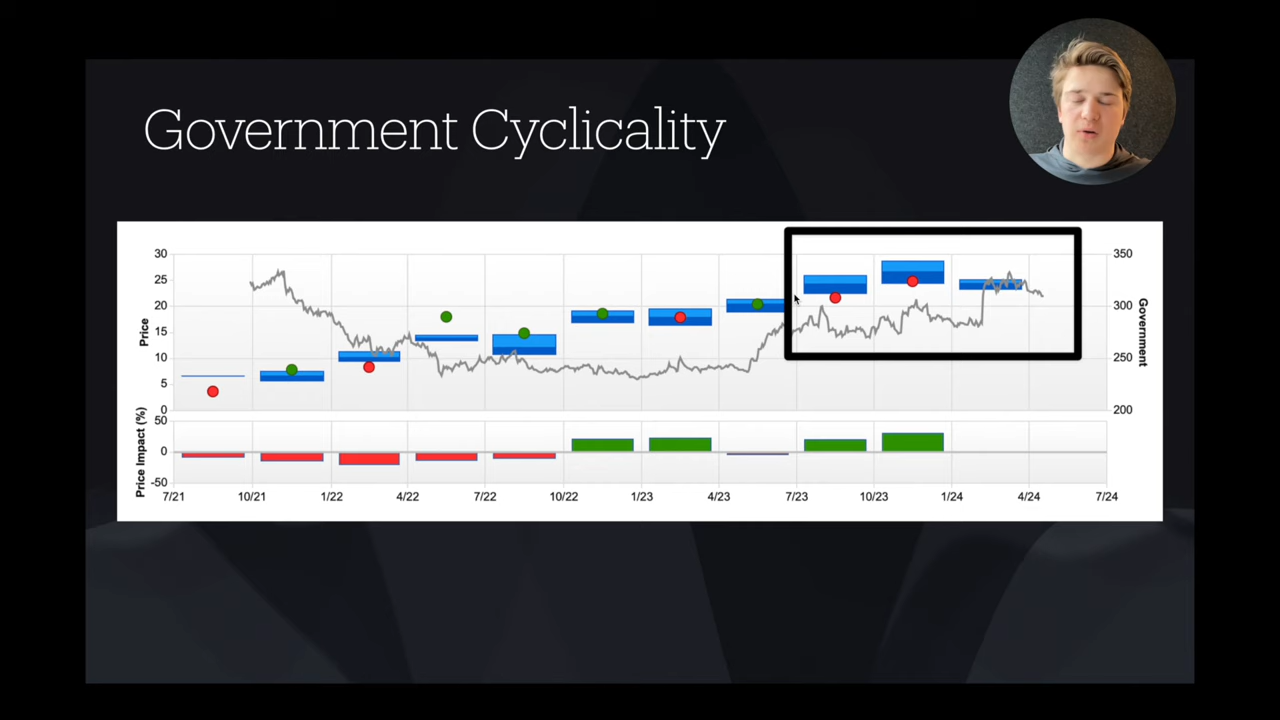 Government Cyclicality
30
25
20
15
10
5
0
Price
350
300
250
200
Government
50
0
-50
Price Impact (%)
7/21 10/21 1/22 4/22 7/22 10/22 1/23 4/23 7/23 10/23 1/24 4/24 7/24